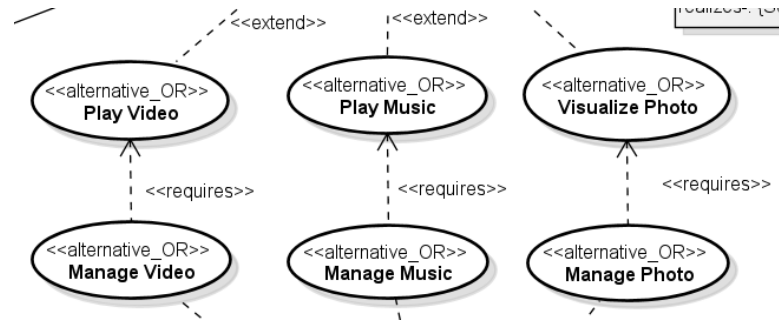 <<extend>>
<<extend>>
<<alternative_OR>>
Play Video
<<alternative_OR>>
Play Music
<<alternative_OR>>
Visualize Photo
<<requires>>
<<requires>>
<<requires>>
<<alternative_OR>>
Manage Video
<<alternative_OR>>
Manage Music
<<alternative_OR>>
Manage Photo